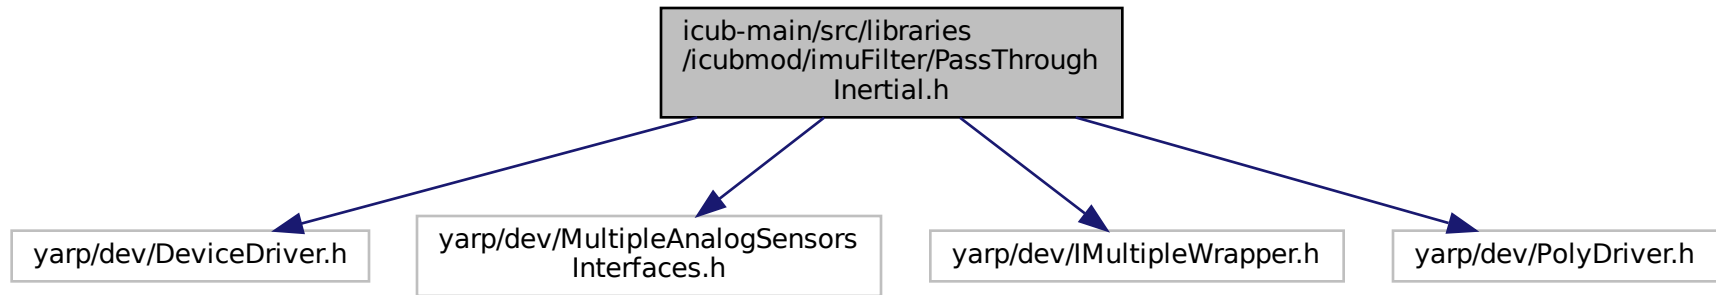 icub-main/src/libraries
/icubmod/imuFilter/PassThrough
Inertial.h
yarp/dev/DeviceDriver.h
yarp/dev/MultipleAnalogSensors
Interfaces.h
yarp/dev/IMultipleWrapper.h
yarp/dev/PolyDriver.h